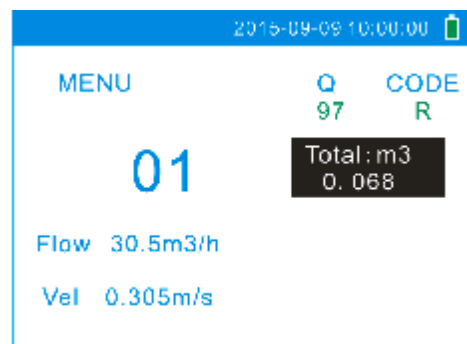 2015-09-09 10:00:00
MENU Q CODE
97 R
01
Total:m3
0.068
Flow 30.5m3/h
Vel 0.305m/s